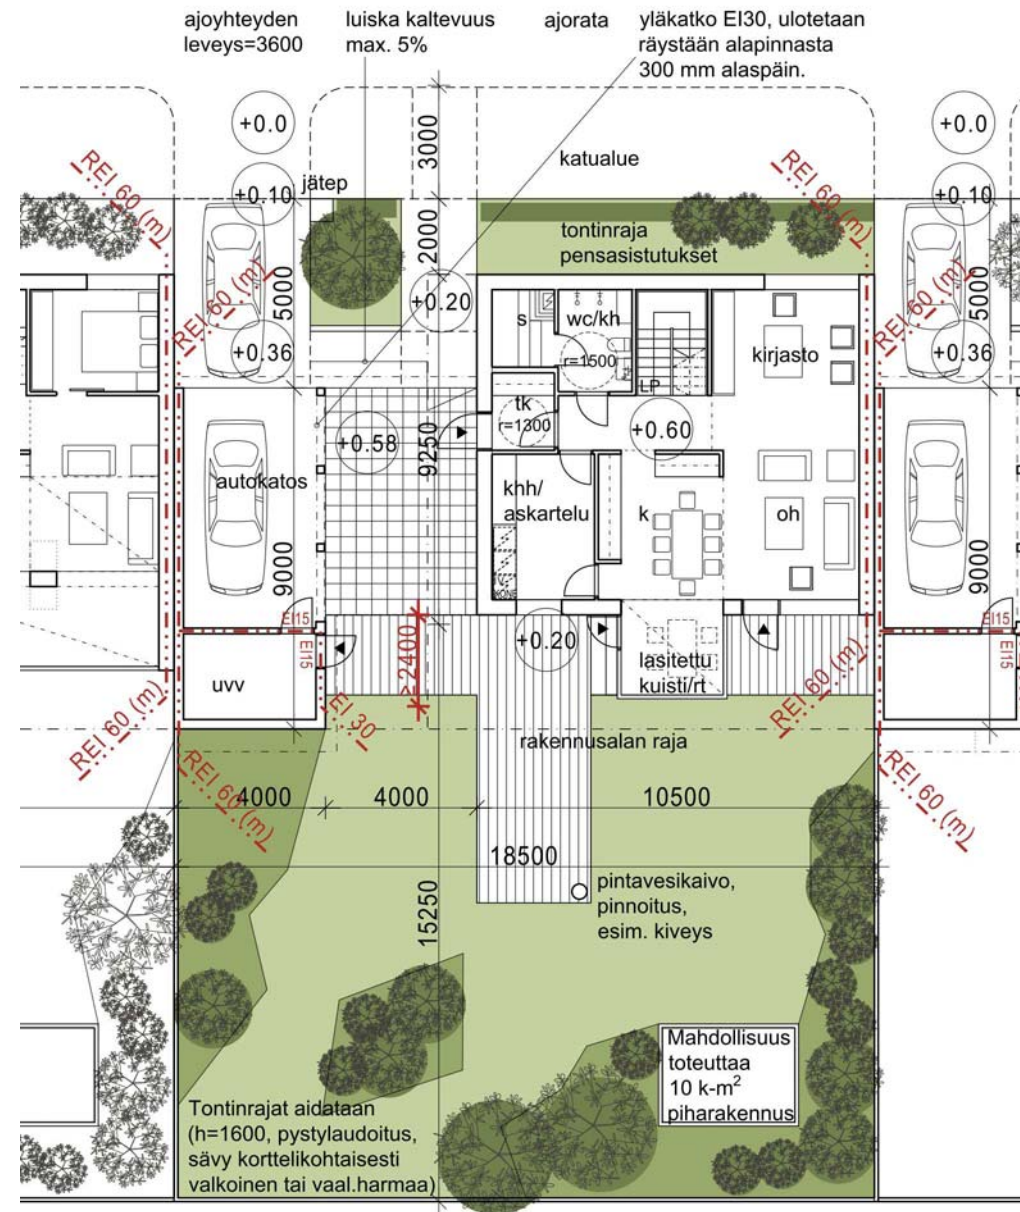 ajoyhteyden
leveys=3600
luiska kaltevuus
max. 5%
ajorata
yläkatko EI30, ulotetaan
räystään alapinnasta
300 mm alaspäin.
+0.0
+0.0
3000
katualue
REI 60 (m)
REI 60 (m)
jätep
+0.10
+0.10
2000
tontinraja
pensasistutukset
REI 60 (m)
REI 60 (m)
5000
5000
+0.20
s
wc/kh
r=1500
kirjasto
+0.36
+0.36
LP
tk
r=1300
+0.58
+0.60
9250
autokatos
khh/
askartelu
k
oh
9000
9000
KONE
EI15
EI15
EI15
EI15
>2400
+0.20
lasitettu
kuisti/rt
uvv
REI 60 (m)
EI 30
REI 60 (m)
rakennusalan raja
REI 60 (m)
REI 60 (m)
4000
4000
10500
18500
pintavesikaivo,
pinnoitus,
esim. kiveys
15250
Mahdollisuus
toteuttaa
10 k-m²
piharakennus
Tontinrajat aidataan
(h=1600, pystylaudoitus,
sävy korttelikohtaisesti
valkoinen tai vaal.harmaa)